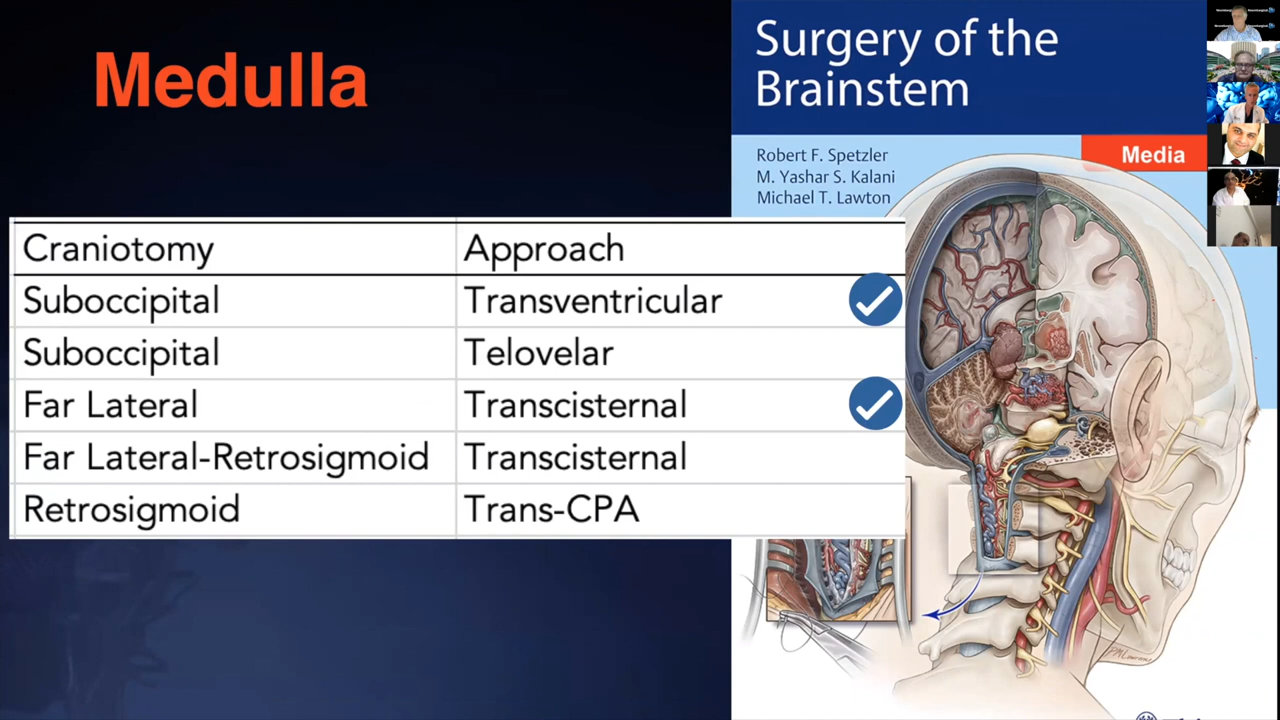 Medulla
Craniotomy Approach
Suboccipital Transventricular
Suboccipital Telovelar
Far Lateral Transcisternal
Far Lateral-Retrosigmoid Transcisternal
Retrosigmoid Trans-CPA
Surgery of the
Brainstem
Media
Robert F. Spetzler
M. Yashar S. Kalani
Michael T. Lawton